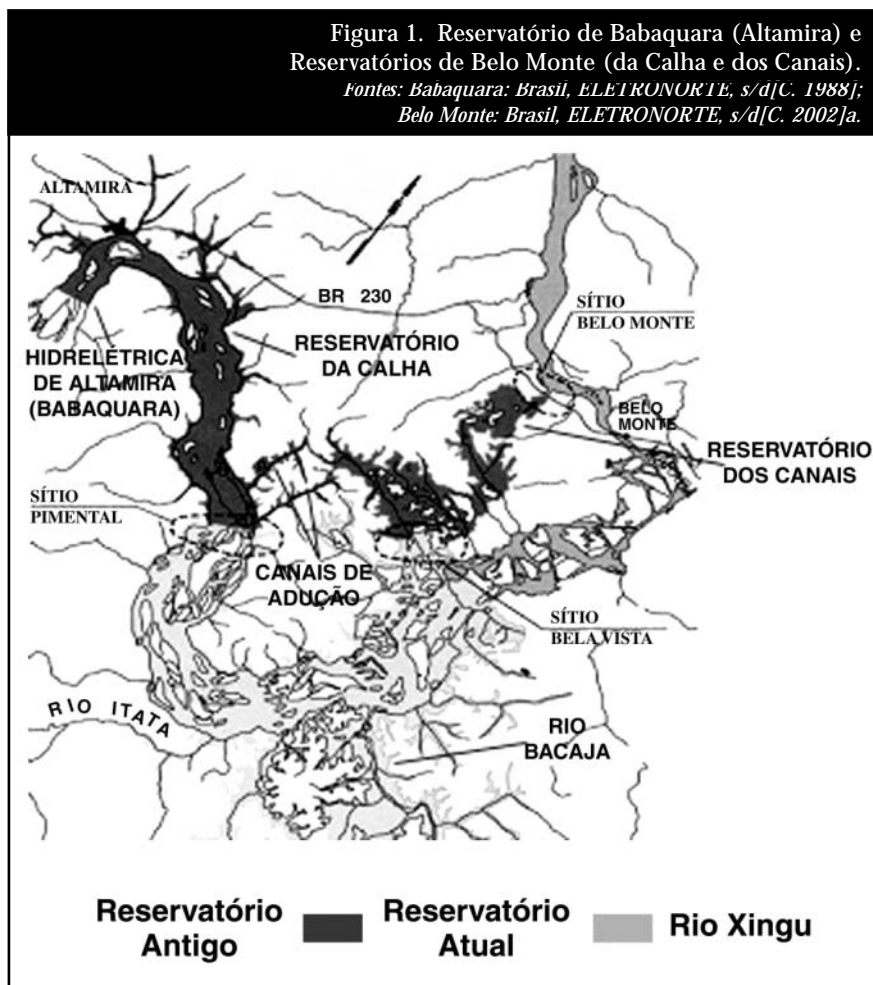 Figura 1. Reservatório de Babaquara (Altamira) e
Reservatórios de Belo Monte (da Calha e dos Canais).
Fontes: Babaquara: Brasil, ELETRONORTE, s/d[C. 1988];
Belo Monte: Brasil, ELETRONORTE, s/d[C. 2002]a.
ALTAMIRA
BR 230
SÍTIO
BELO MONTE
HIDRELÉTRICA
DE ALTAMIRA
(BABAQUARA)
RESERVATÓRIO
DA CALHA
BELO
MONTE
RESERVATÓRIO
DOS CANAIS
SÍTIO
PIMENTAL
CANAIS DE
ADUÇÃO
SÍTIO
BELA VISTA
RIO ITATA
RIO
BACAJA
Reservatório
Antigo
Reservatório
Atual
Rio Xingu